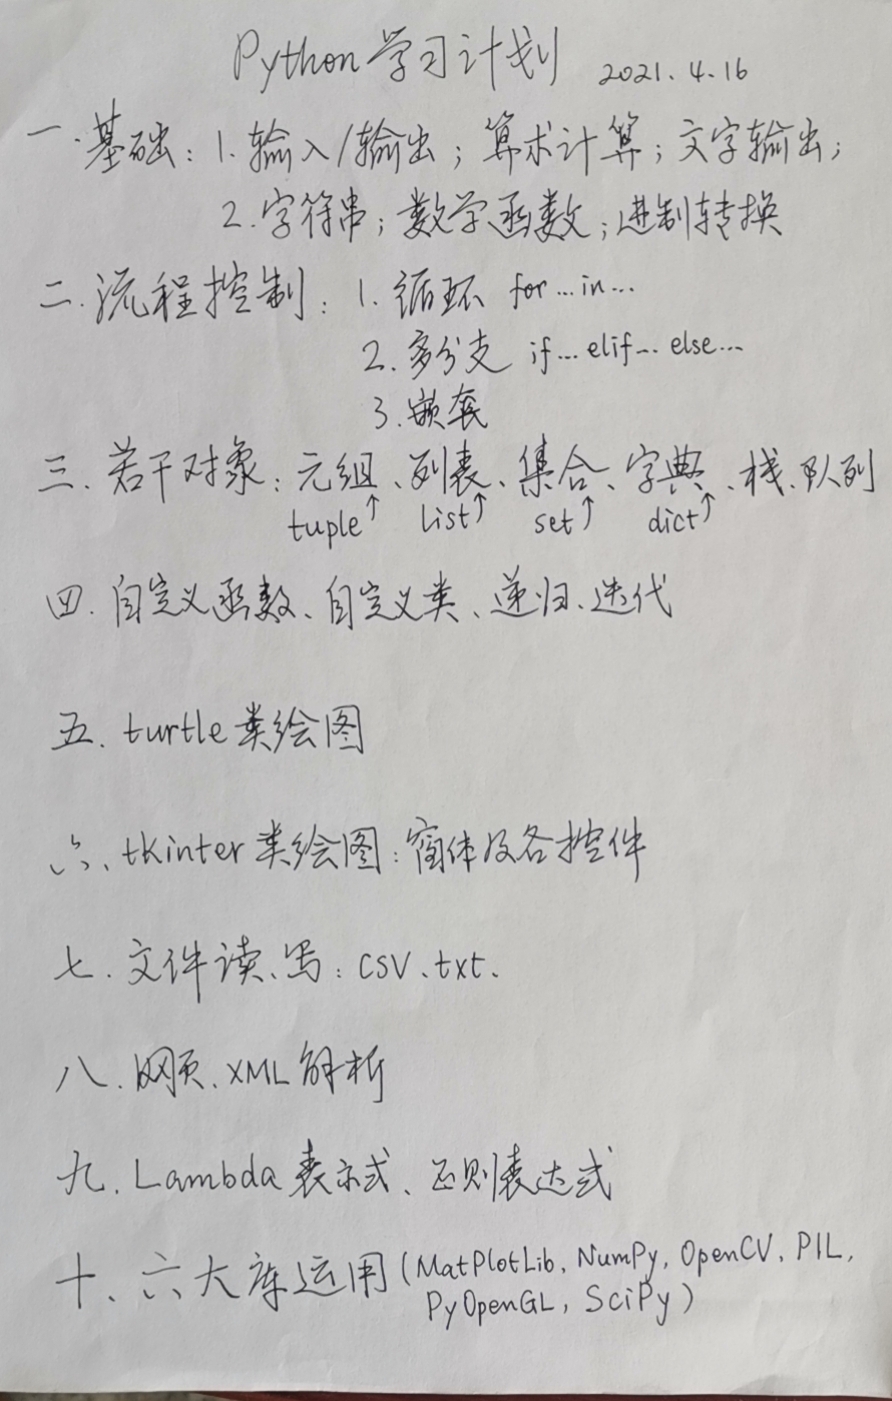 Python学习计划 2021.4.16
一.基础：1.输入/输出；算术计算；文字输出；
2.字符串；数学函数；进制转换
二.流程控制：1.循环 for...in...
2.多分支 if...elif...else...
3.嵌套
三.若干对象：元组、列表、集合、字典、栈、队列
tuple↑ list↑ set↑ dict↑
四.自定义函数、自定义类、递归、迭代
五.turtle类绘图
六、tkinter类绘图：窗体及各控件
七.文件读、写：CSV、txt、
八.网页、XML解析
九.Lambda表示式、正则表达式
十、六大库运用(MatPlotLib, NumPy, OpenCV, PIL,
PyOpenGL, SciPy)